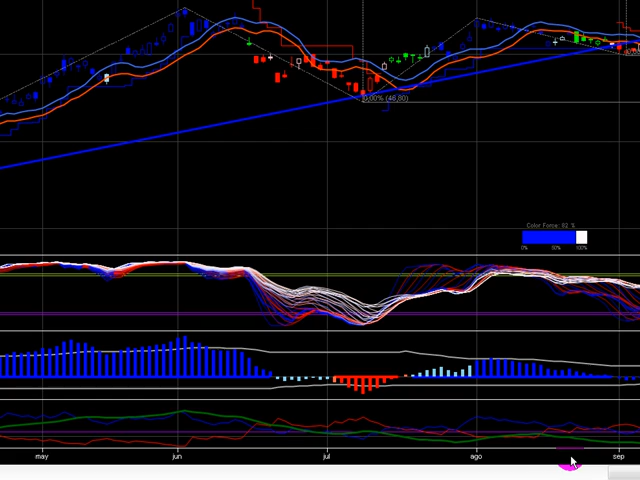 0,00% (46,80)
Color Force: 92 %
0% 50% 100%
may jun jul ago sep